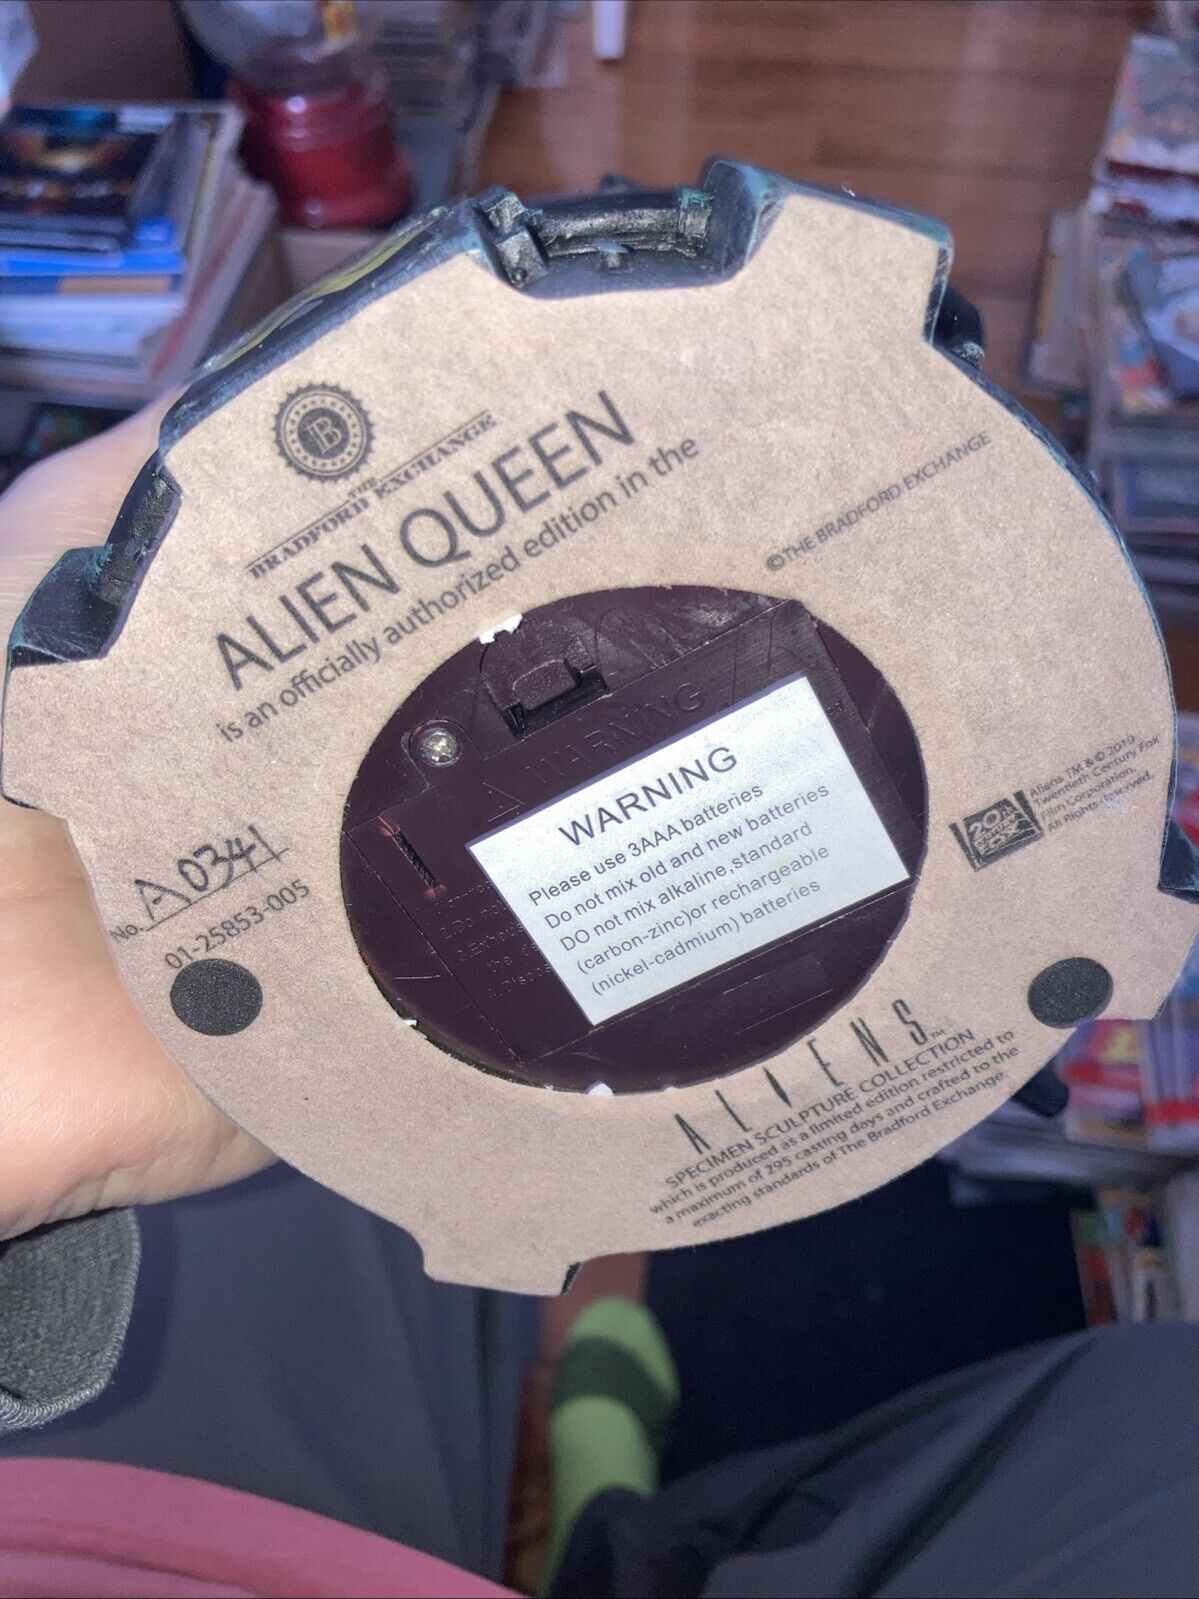 B
THE
BRADFORD EXCHANGE
ALIEN QUEEN
is an officially authorized edition in the
©THE BRADFORD EXCHANGE
WARNING
WARNING
Please use 3AAA batteries
Do not mix old and new batteries
DO not mix alkaline,standard
(carbon-zinc)or rechargeable
(nickel-cadmium) batteries
No. A0341
01-25853-005
20TH
CENTURY
FOX
Aliens TM & © 2019
Twentieth Century Fox
Film Corporation.
All Rights Reserved.
ALIENS™
SPECIMEN SCULPTURE COLLECTION
which is produced as a limited edition restricted to
a maximum of 295 casting days and crafted to the
exacting standards of The Bradford Exchange.